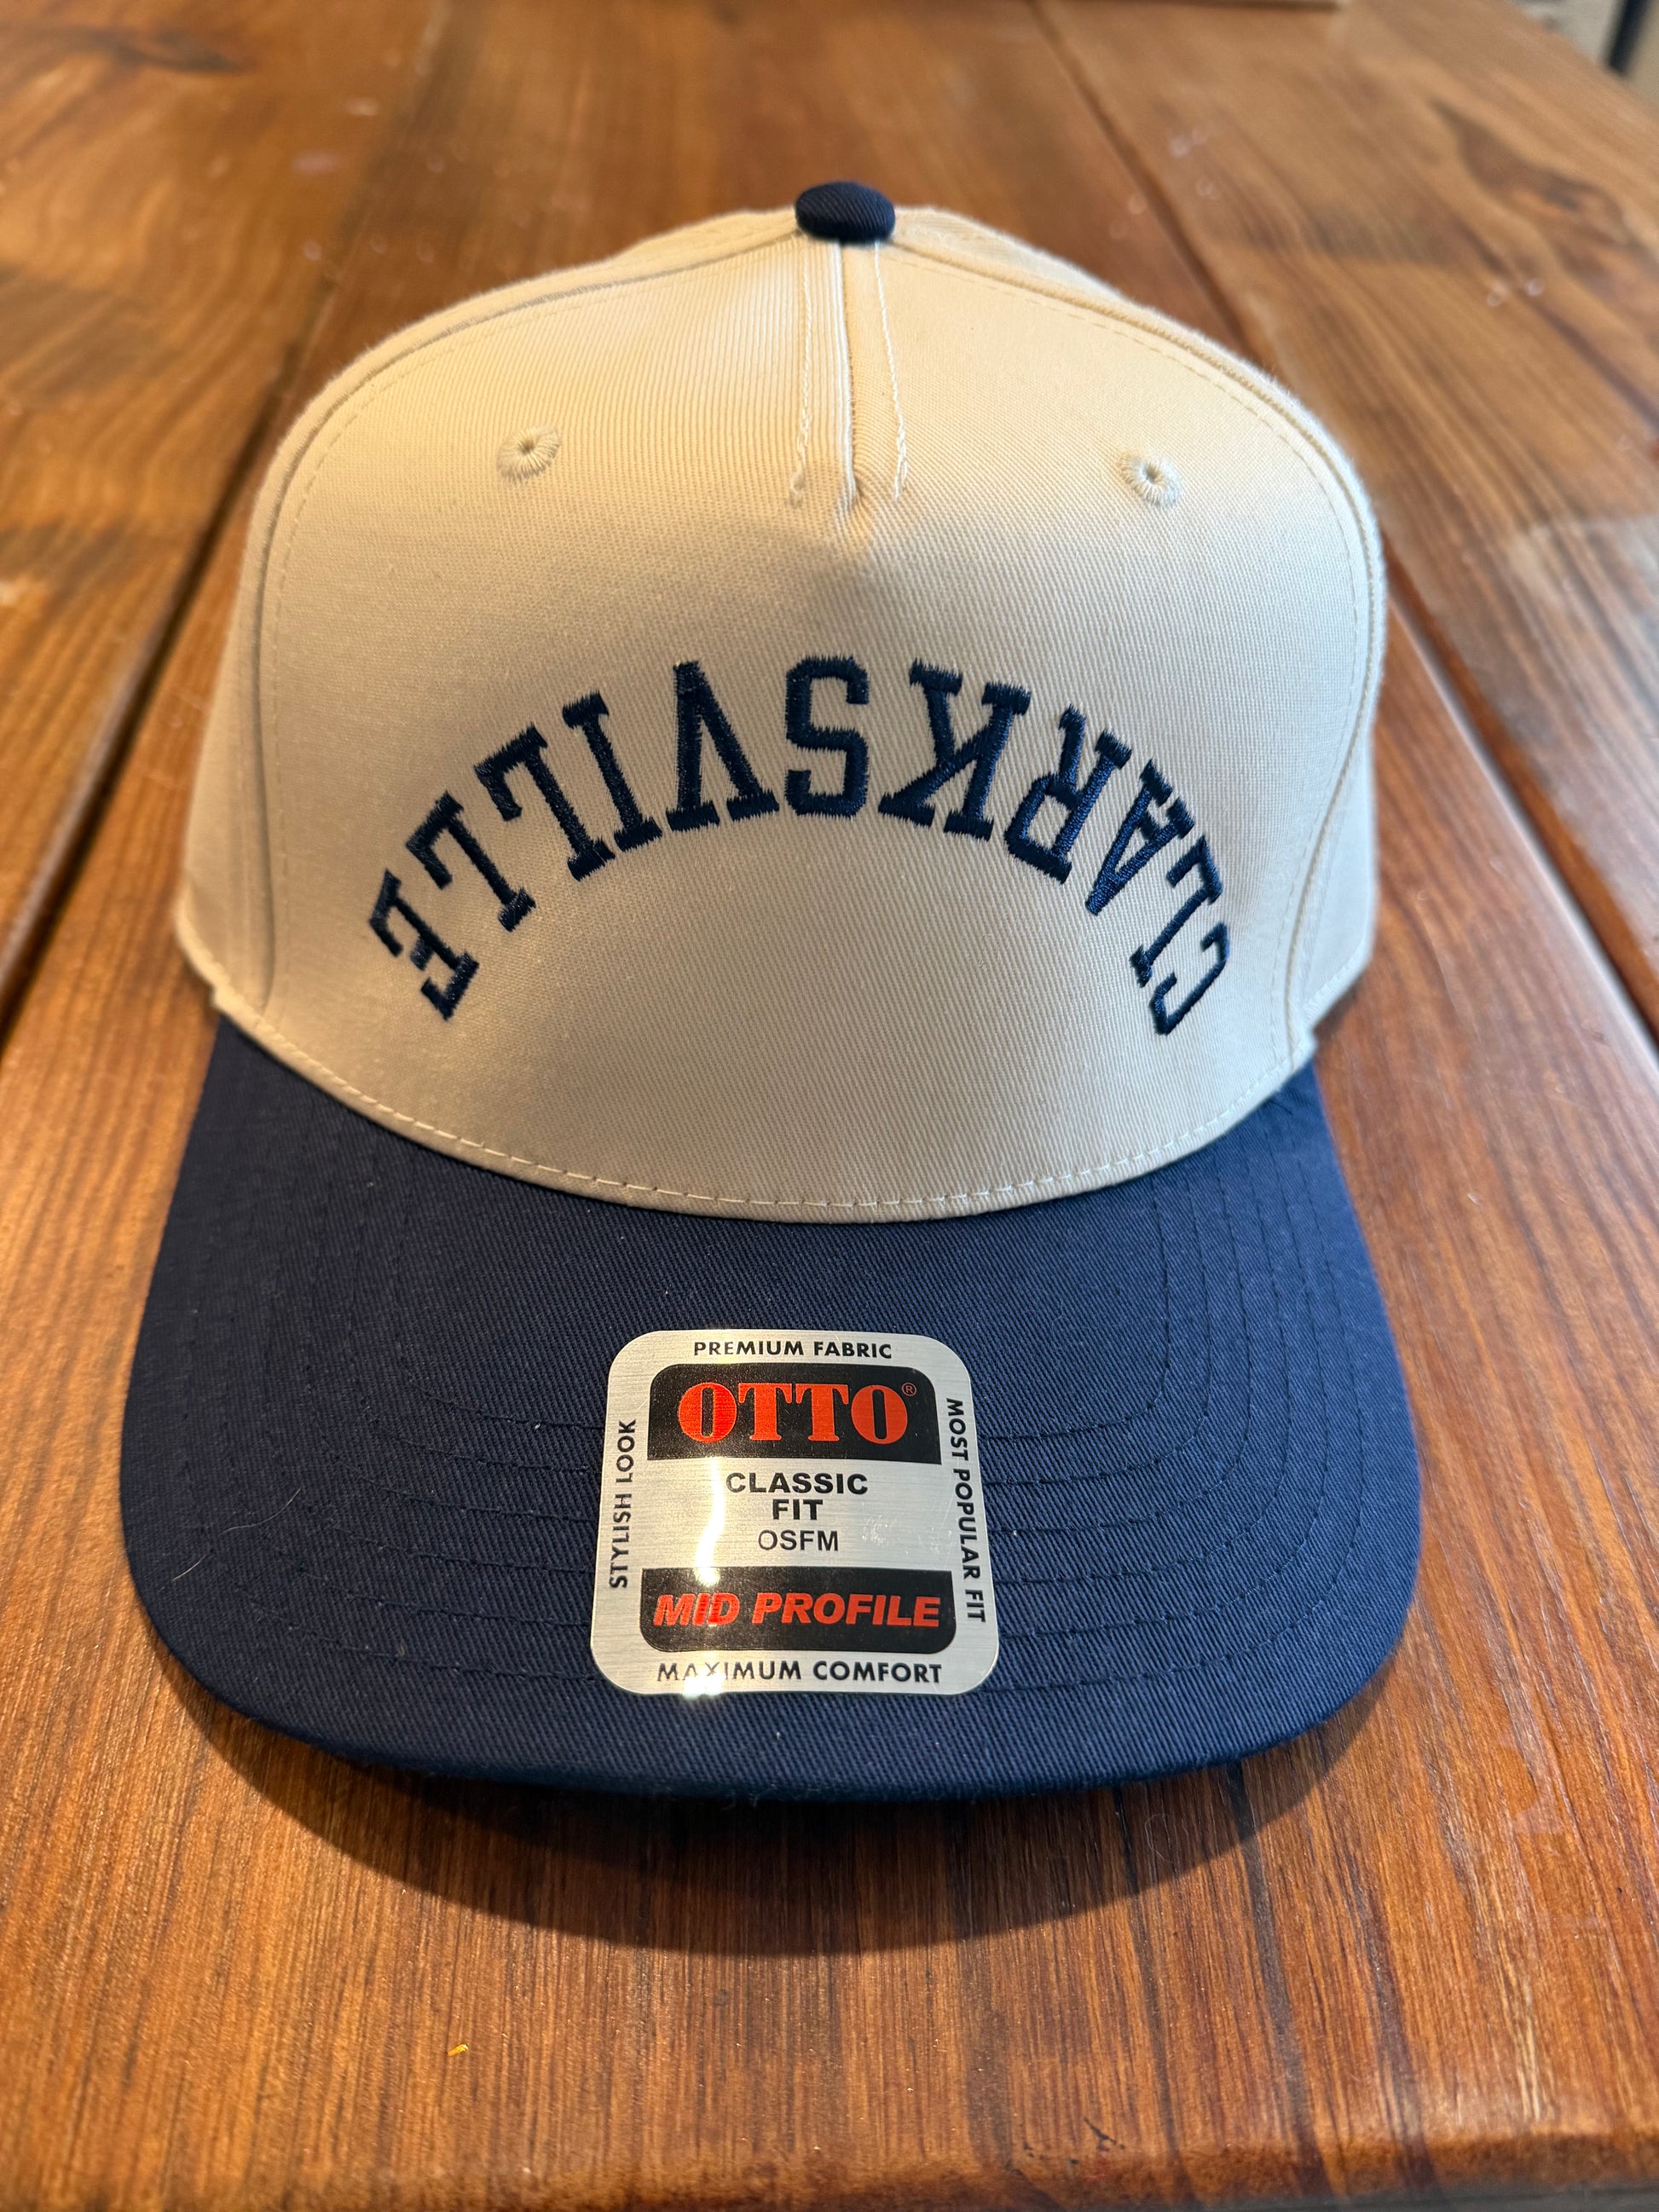 CLARKSVILLE
PREMIUM FABRIC
OTTO®
STYLISH LOOK
CLASSIC
FIT
OSFM
MOST POPULAR FIT
MID PROFILE
MAXIMUM COMFORT